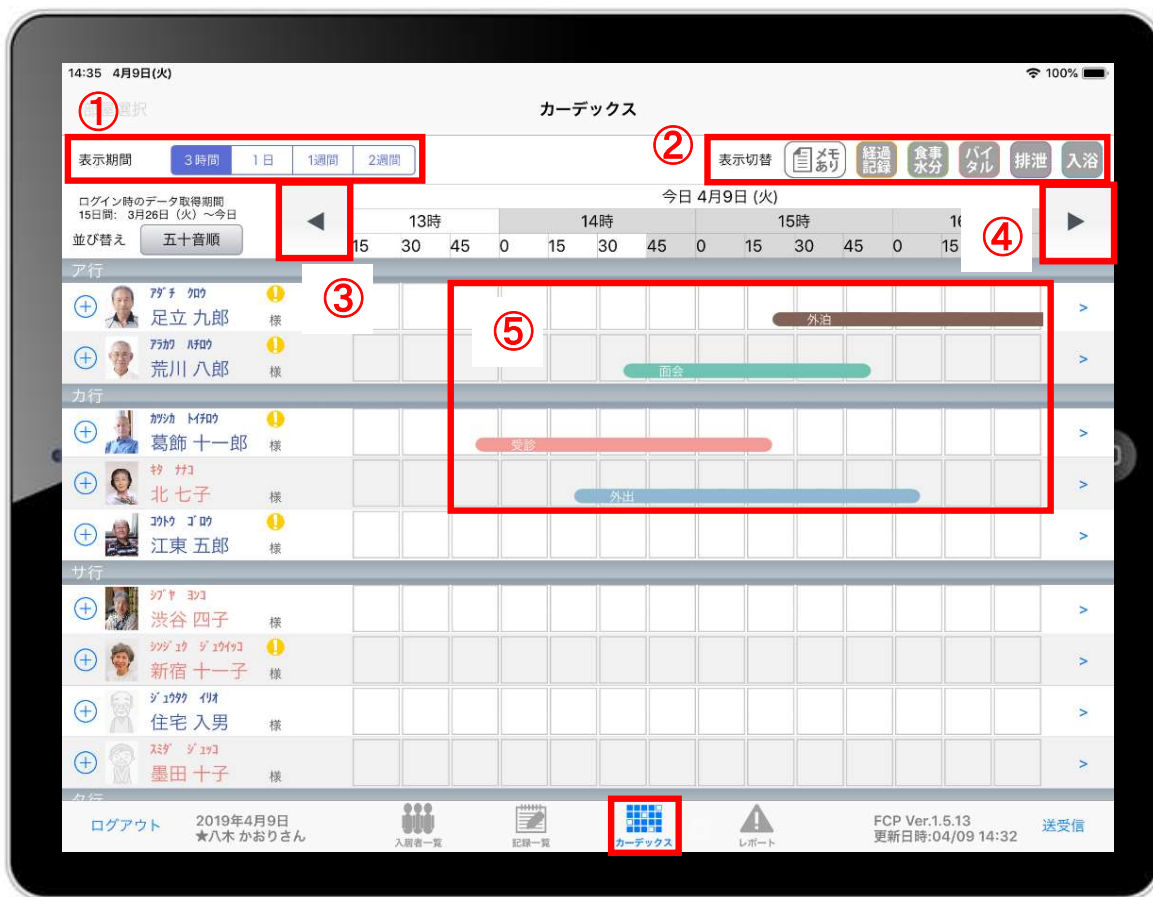 14:35 4月9日(火)
100%
①
部屋選択
カーデックス
表示期間 3時間 1日 1週間 2週間
②
表示切替 メモあり 経過記録 食事水分 バイタル 排泄 入浴
ログイン時のデータ取得期間
15日間: 3月26日(火)~今日
並び替え 五十音順
◀
今日 4月9日 (火)
▶
13時 14時 15時 16
15 30 45 0 15 30 45 0 15 30 45 0 15
③
④
⑤
ア行
アダチ クロウ
足立 九郎 様
外泊
>
アラカワ ハチロウ
荒川 八郎 様
面会
>
カ行
カツシカ トイチロウ
葛飾 十一郎 様
受診
>
キタ ナナコ
北 七子 様
外出
>
コウトウ ゴロウ
江東 五郎 様
>
サ行
シブヤ ヨンコ
渋谷 四子 様
>
シンジュク ジュウイッコ
新宿 十一子 様
>
ジュウタク イリオ
住宅 入男 様
>
スミダ ジュッコ
墨田 十子 様
>
タ行
ログアウト
2019年4月9日
★八木 かおりさん
入居者一覧
記録一覧
カーデックス
レポート
FCP Ver.1.5.13
更新日時:04/09 14:32
送受信